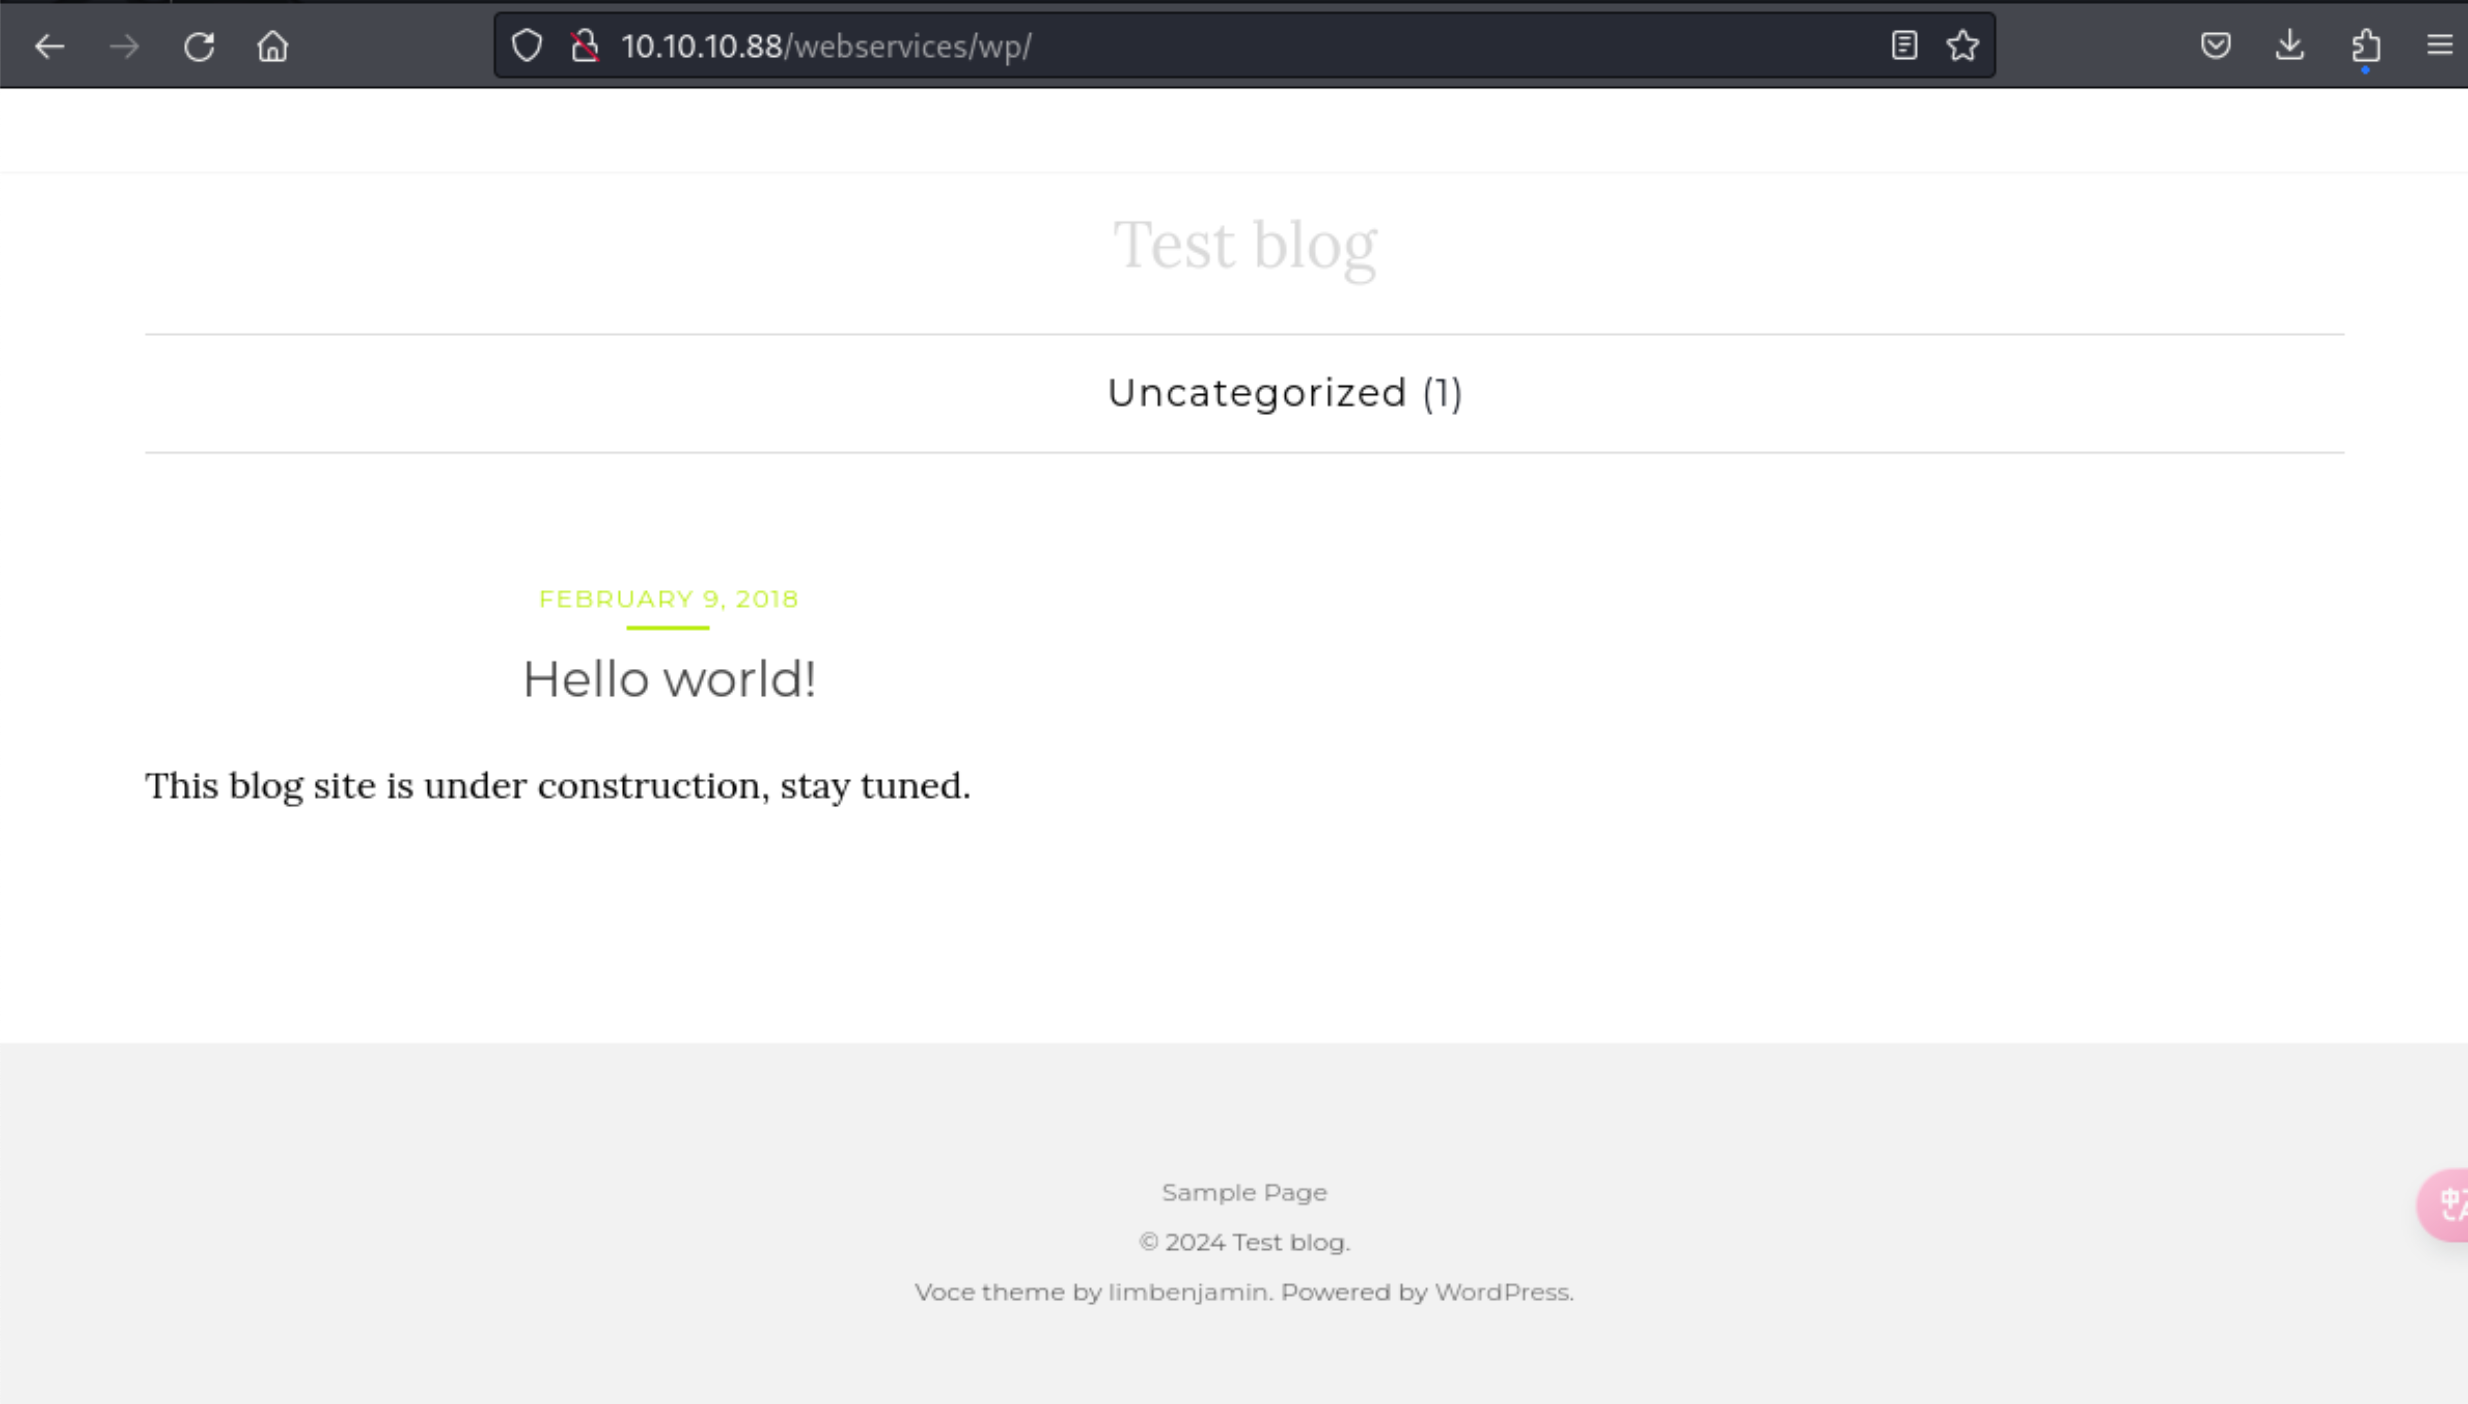 10.10.10.88/webservices/wp/
Test blog
Uncategorized (1)
FEBRUARY 9, 2018
Hello world!
This blog site is under construction, stay tuned.
Sample Page
© 2024 Test blog.
Voce theme by limbenjamin. Powered by WordPress.
中